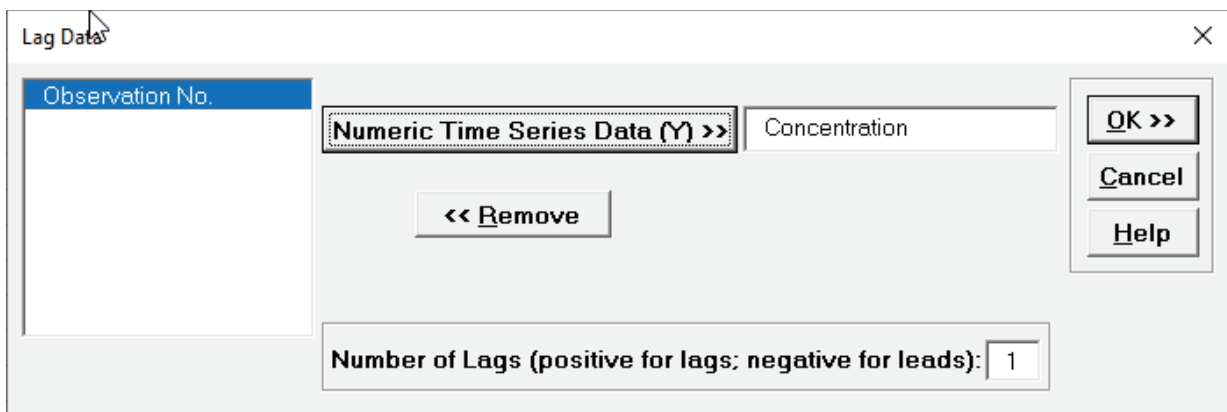 Lag Data
Observation No.
Numeric Time Series Data (Y) >>
Concentration
OK >>
Cancel
<< Remove
Help
Number of Lags (positive for lags; negative for leads): 1